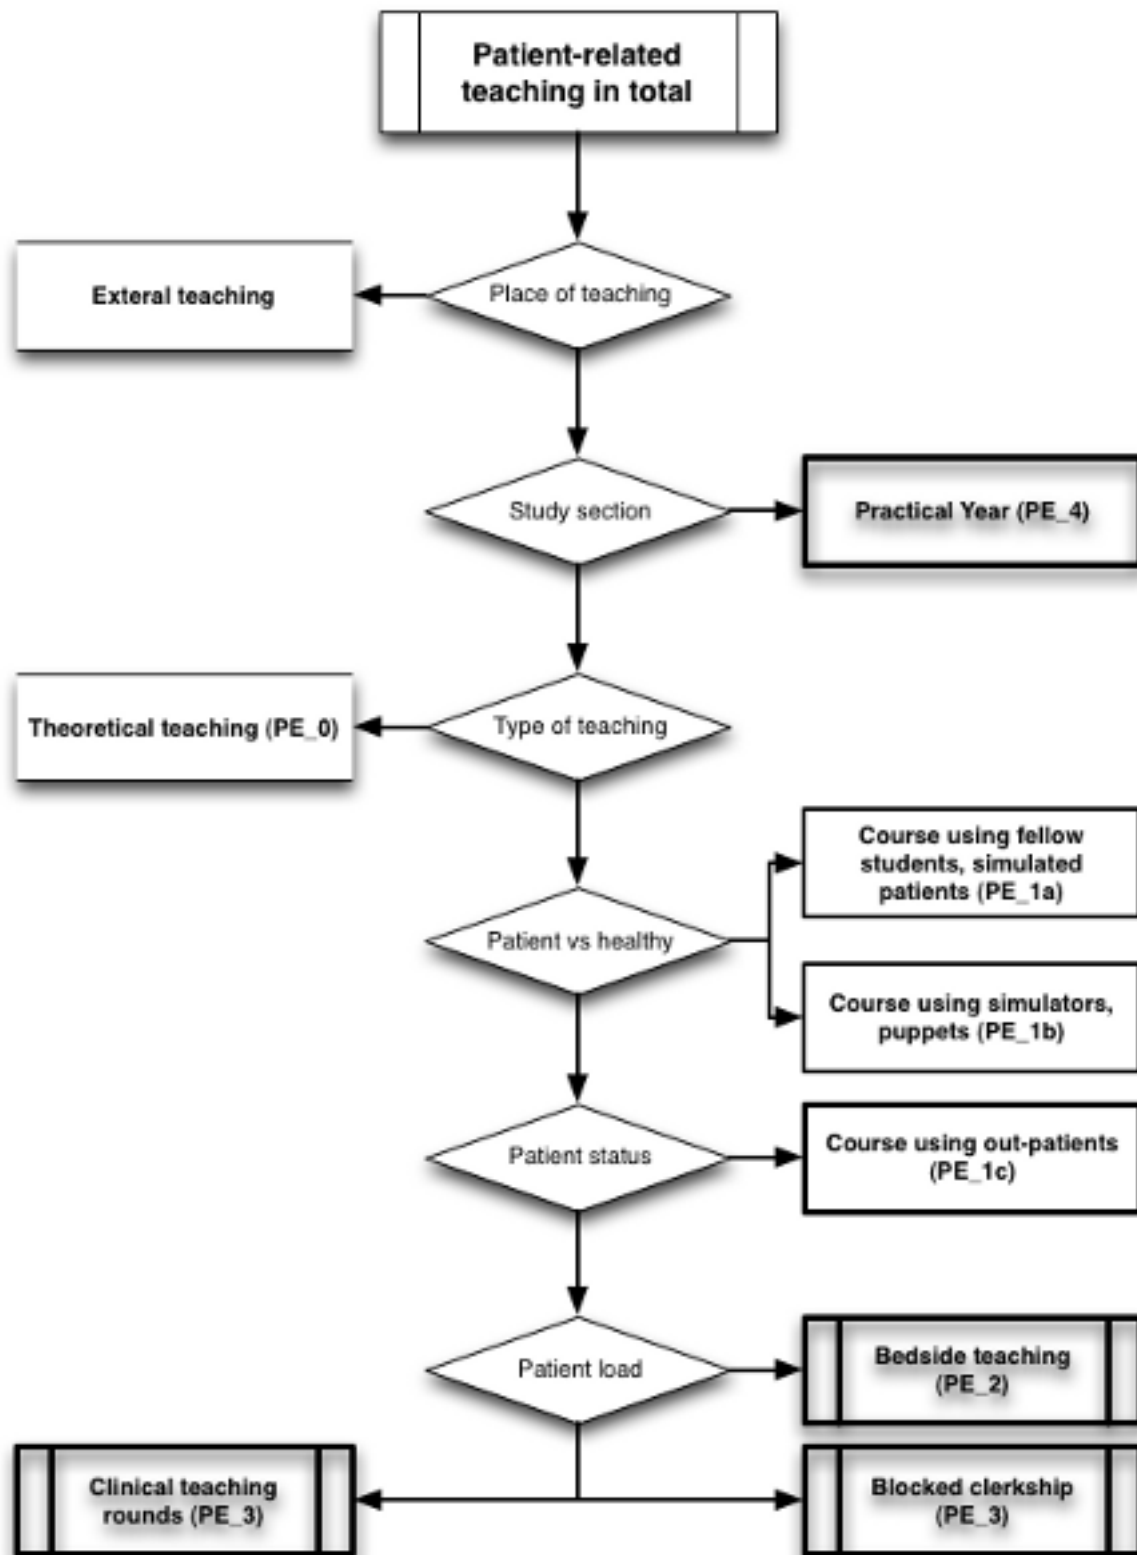 Patient-related
teaching in total
Exteral teaching
Place of teaching
Study section
Practical Year (PE_4)
Theoretical teaching (PE_0)
Type of teaching
Course using fellow
students, simulated
patients (PE_1a)
Patient vs healthy
Course using simulators,
puppets (PE_1b)
Patient status
Course using out-patients
(PE_1c)
Patient load
Bedside teaching
(PE_2)
Clinical teaching
rounds (PE_3)
Blocked clerkship
(PE_3)